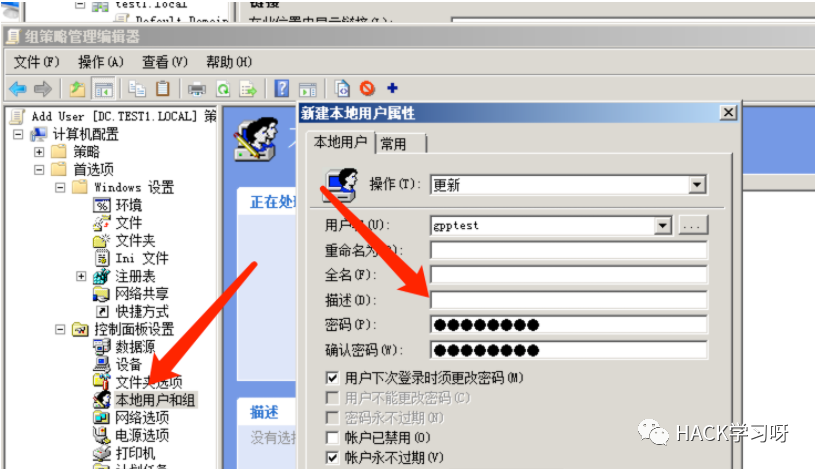 test1.local
Default Domain
链接
在此位置内显示链接(L):
组策略管理编辑器
文件(F) 操作(A) 查看(V) 帮助(H)
Add User [DC.TEST1.LOCAL] 策
计算机配置
策略
首选项
Windows 设置
环境
文件
文件夹
Ini 文件
注册表
网络共享
快捷方式
控制面板设置
数据源
设备
文件夹选项
本地用户和组
网络选项
电源选项
打印机
计划任务
正在处理
描述
没有选择
新建本地用户属性
本地用户 常用
操作(T): 更新
用户名(U): gpptest ...
重命名为(R):
全名(F):
描述(D):
密码(P): ●●●●●●●●
确认密码(W): ●●●●●●●●
用户下次登录时须更改密码(M)
用户不能更改密码(C)
密码永不过期(N)
帐户已禁用(O)
帐户永不过期(V)
HACK学习呀